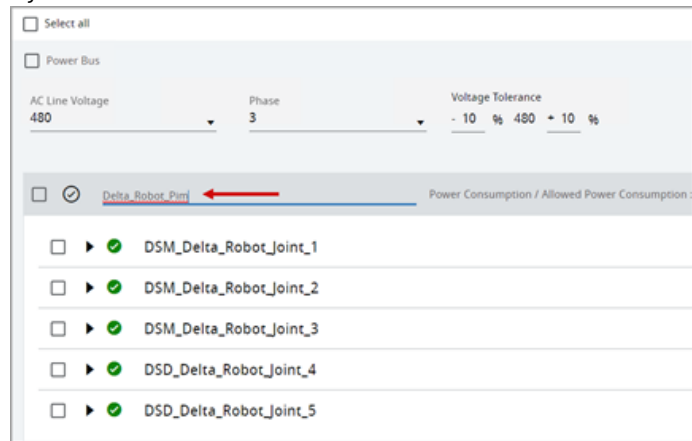 Select all
Power Bus
AC Line Voltage Phase Voltage Tolerance
480 3 - 10 % 480 + 10 %
Delta_Robot_Pim Power Consumption / Allowed Power Consumption :
DSM_Delta_Robot_Joint_1
DSM_Delta_Robot_Joint_2
DSM_Delta_Robot_Joint_3
DSD_Delta_Robot_Joint_4
DSD_Delta_Robot_Joint_5